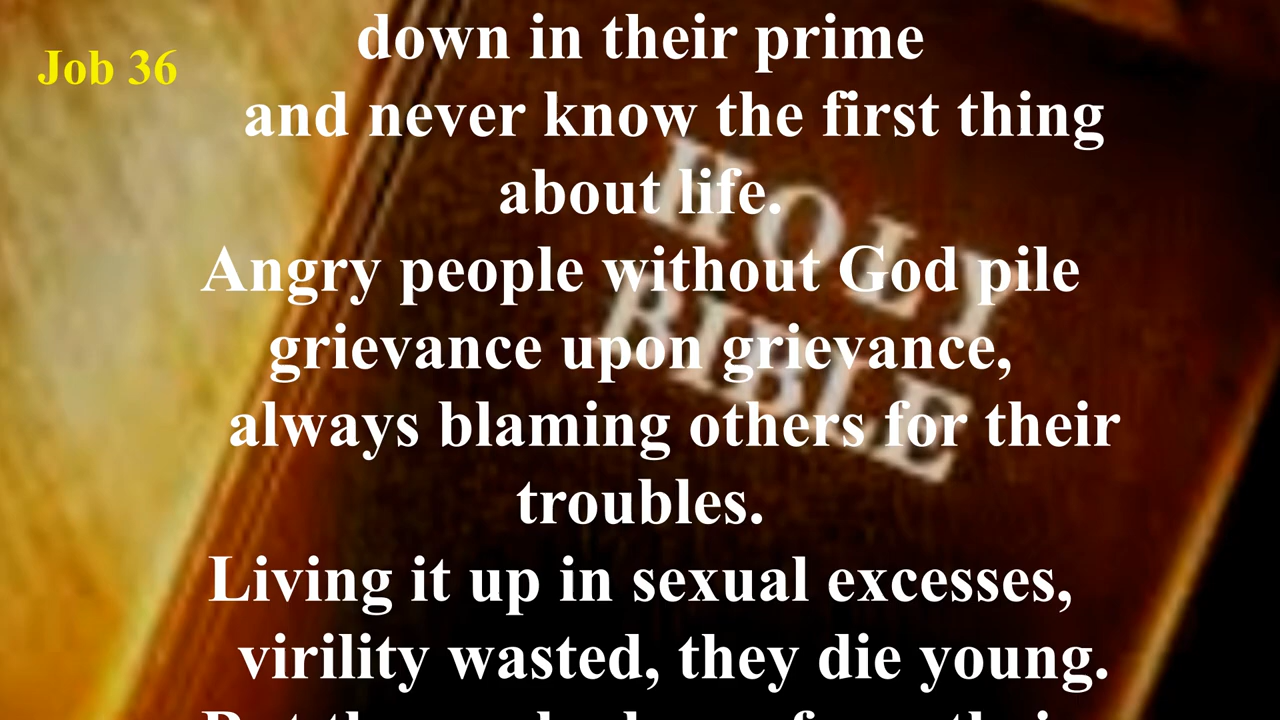 Job 36
down in their prime
and never know the first thing
about life.
Angry people without God pile
grievance upon grievance,
always blaming others for their
troubles.
Living it up in sexual excesses,
virility wasted, they die young.
HOLY
BIBLE